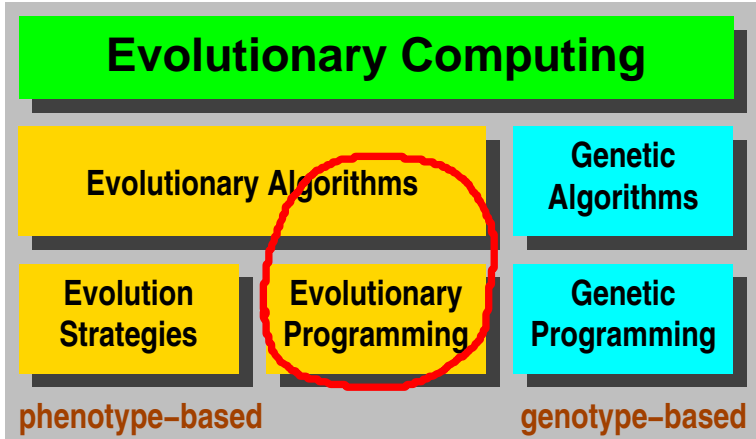 Evolutionary Computing
Evolutionary Algorithms
Genetic
Algorithms
Evolution
Strategies
Evolutionary
Programming
Genetic
Programming
phenotype–based
genotype–based